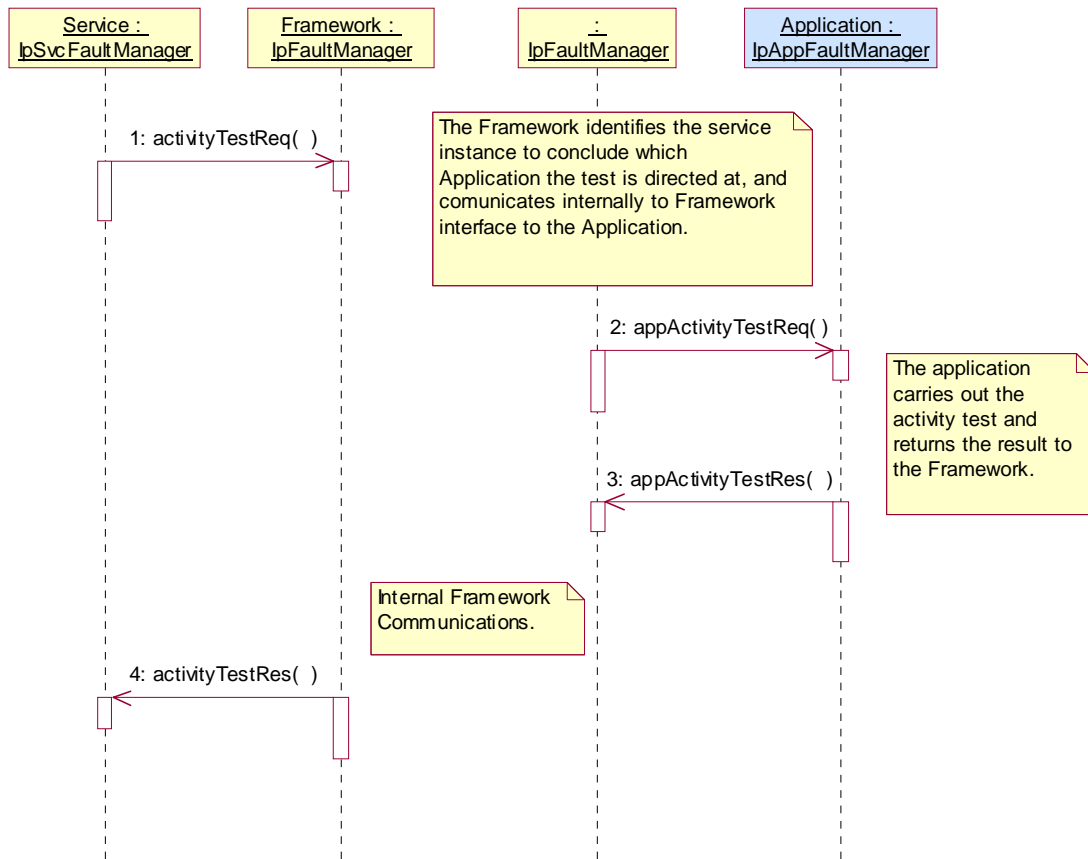 Service :
IpSvcFaultManager
Framework :
IpFaultManager
:
IpFaultManager
Application :
IpAppFaultManager
1: activityTestReq( )
The Framework identifies the service
instance to conclude which
Application the test is directed at, and
comunicates internally to Framework
interface to the Application.
2: appActivityTestReq( )
The application
carries out the
activity test and
returns the result to
the Framework.
3: appActivityTestRes( )
Internal Framework
Communications.
4: activityTestRes( )